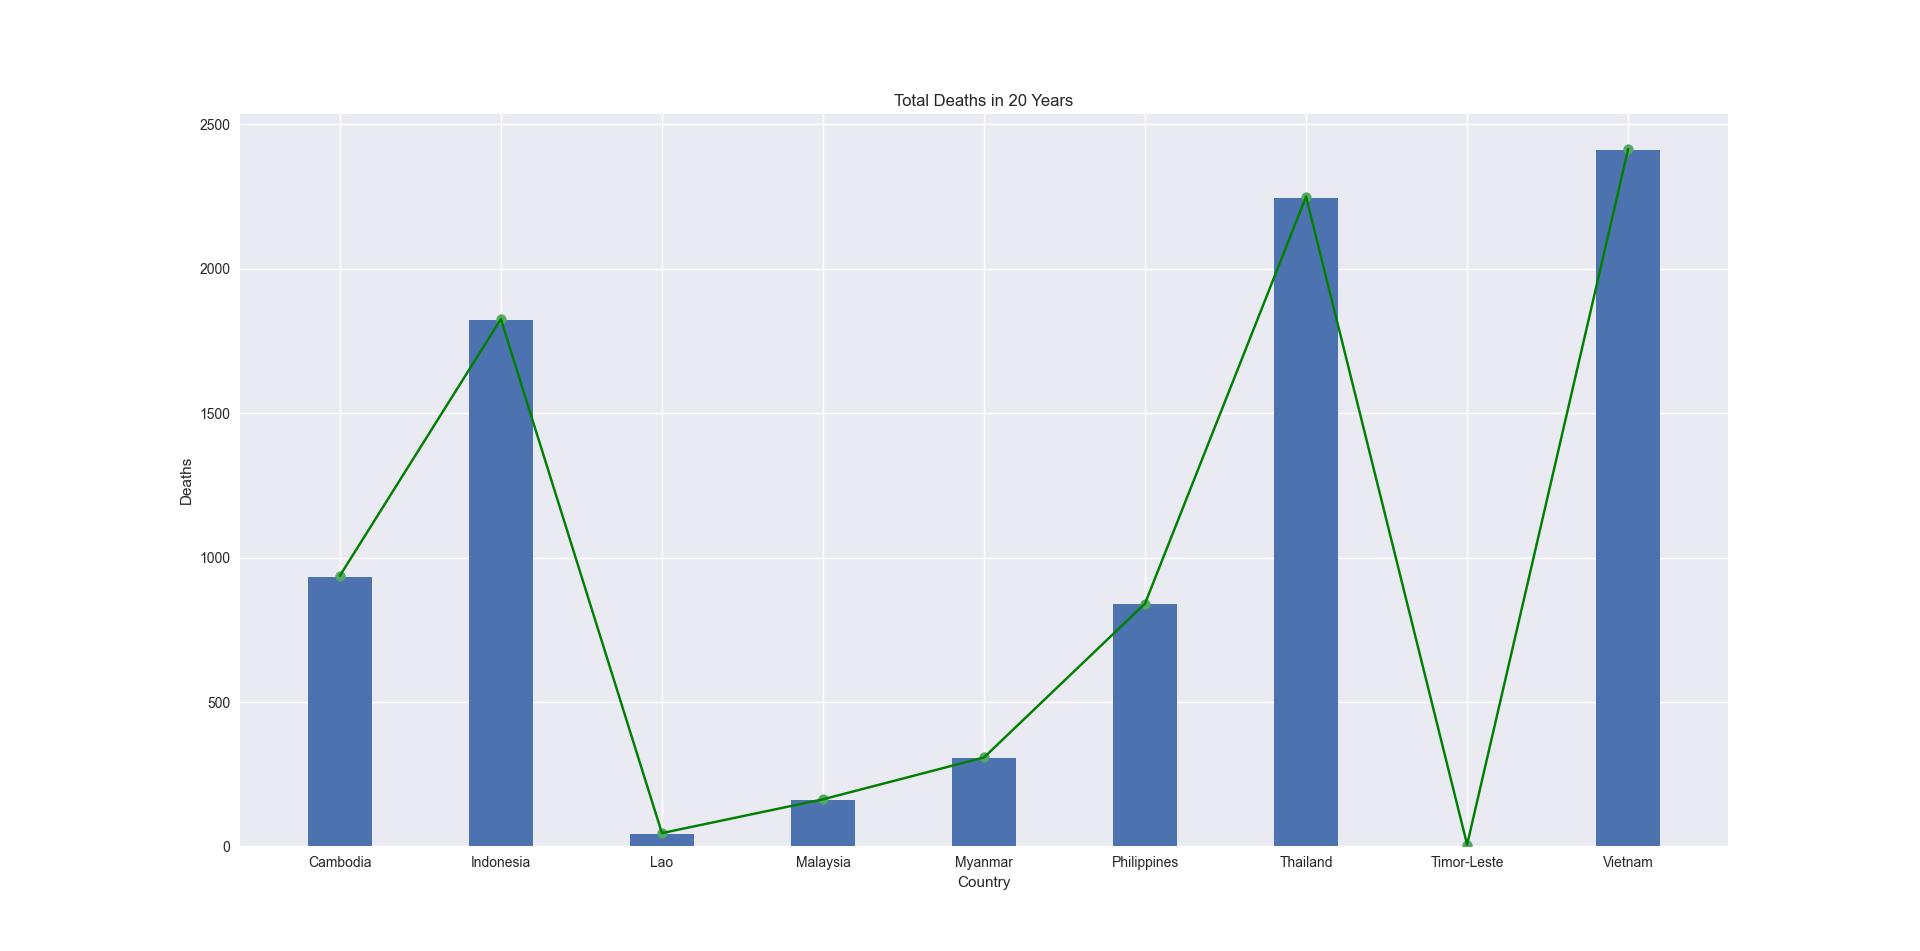 Total Deaths in 20 Years
2500
2000
1500
1000
500
0
Deaths
Cambodia Indonesia Lao Malaysia Myanmar Philippines Thailand Timor-Leste Vietnam
Country